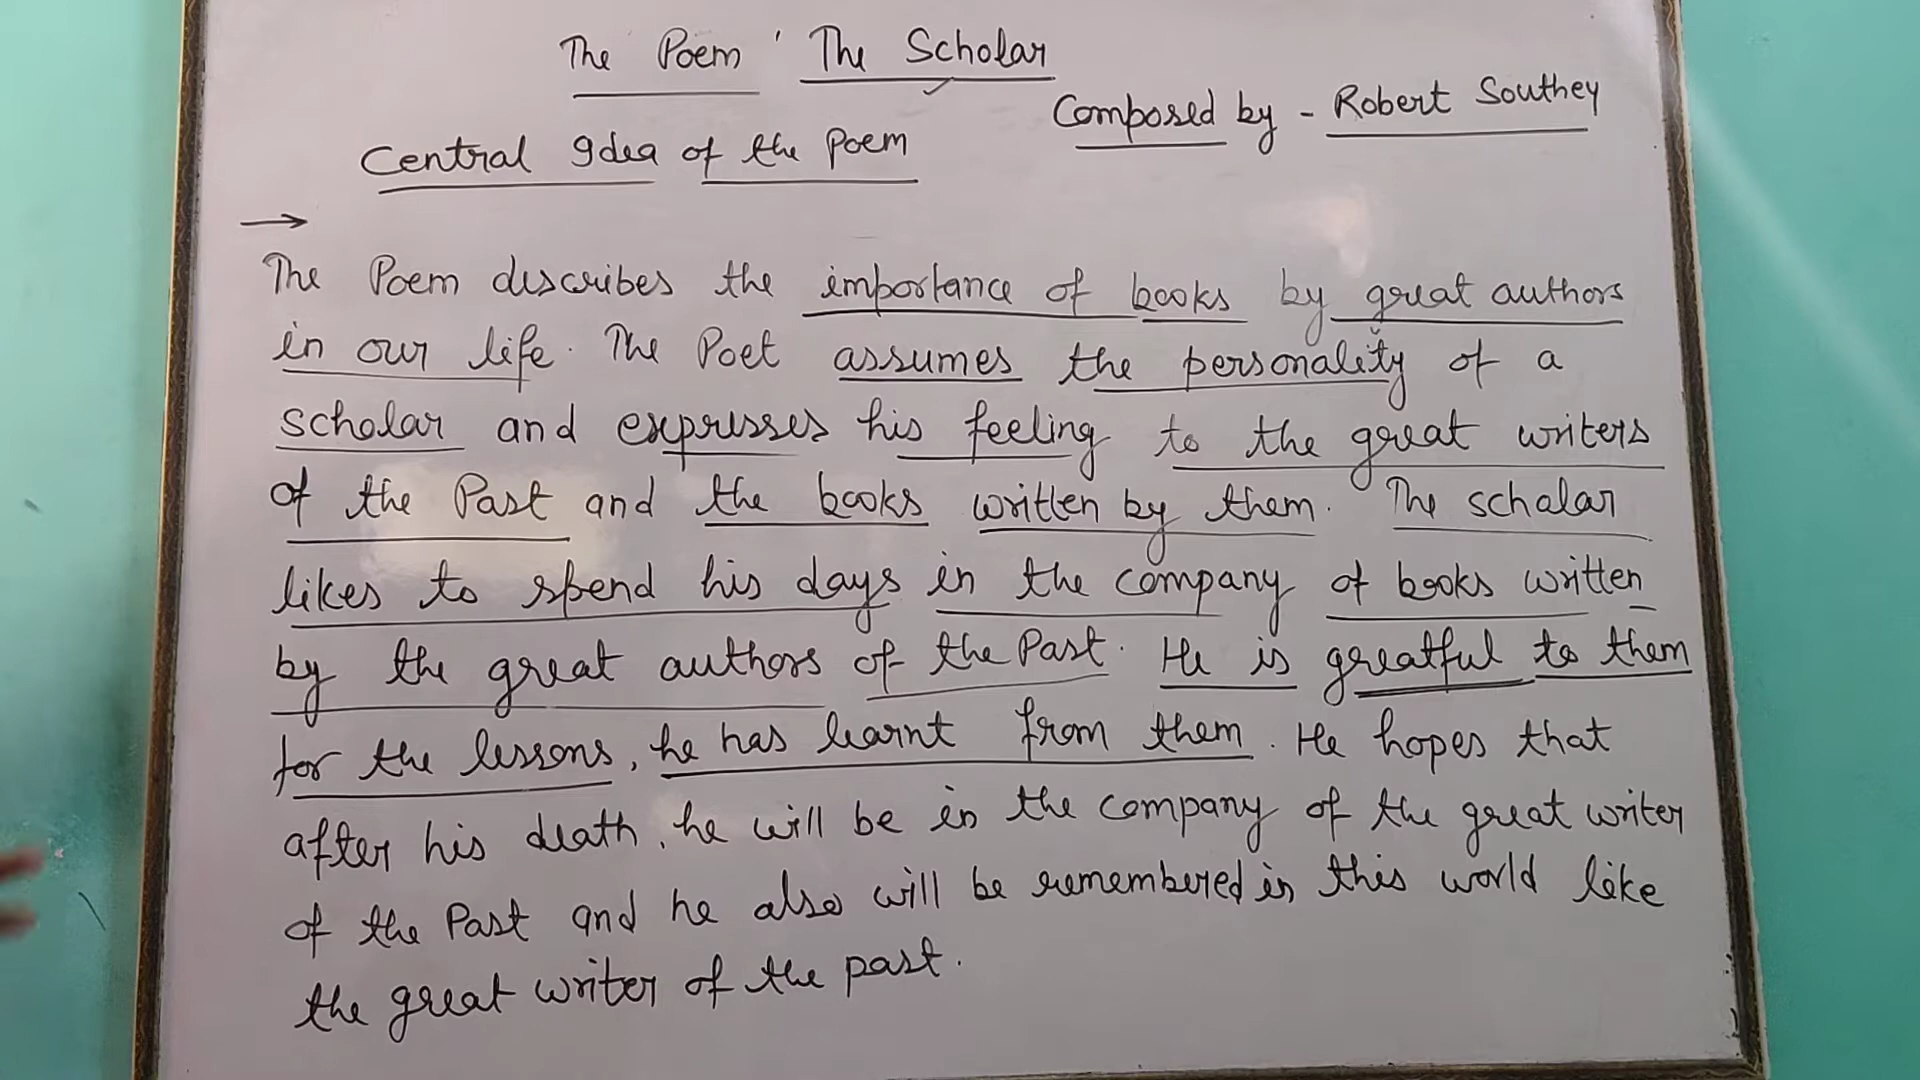 The Poem ' The Scholar
Composed by - Robert Southey
Central Idea of the Poem
→
The Poem describes the importance of books by great authors
in our life. The Poet assumes the personality of a
scholar and expresses his feeling to the great writers
of the Past and the books written by them. The scholar
likes to spend his days in the company of books written
by the great authors of the Past. He is greatful to them
for the lessons, he has learnt from them. He hopes that
after his death, he will be in the company of the great writer
of the Past and he also will be remembered in this world like
the great writer of the past.